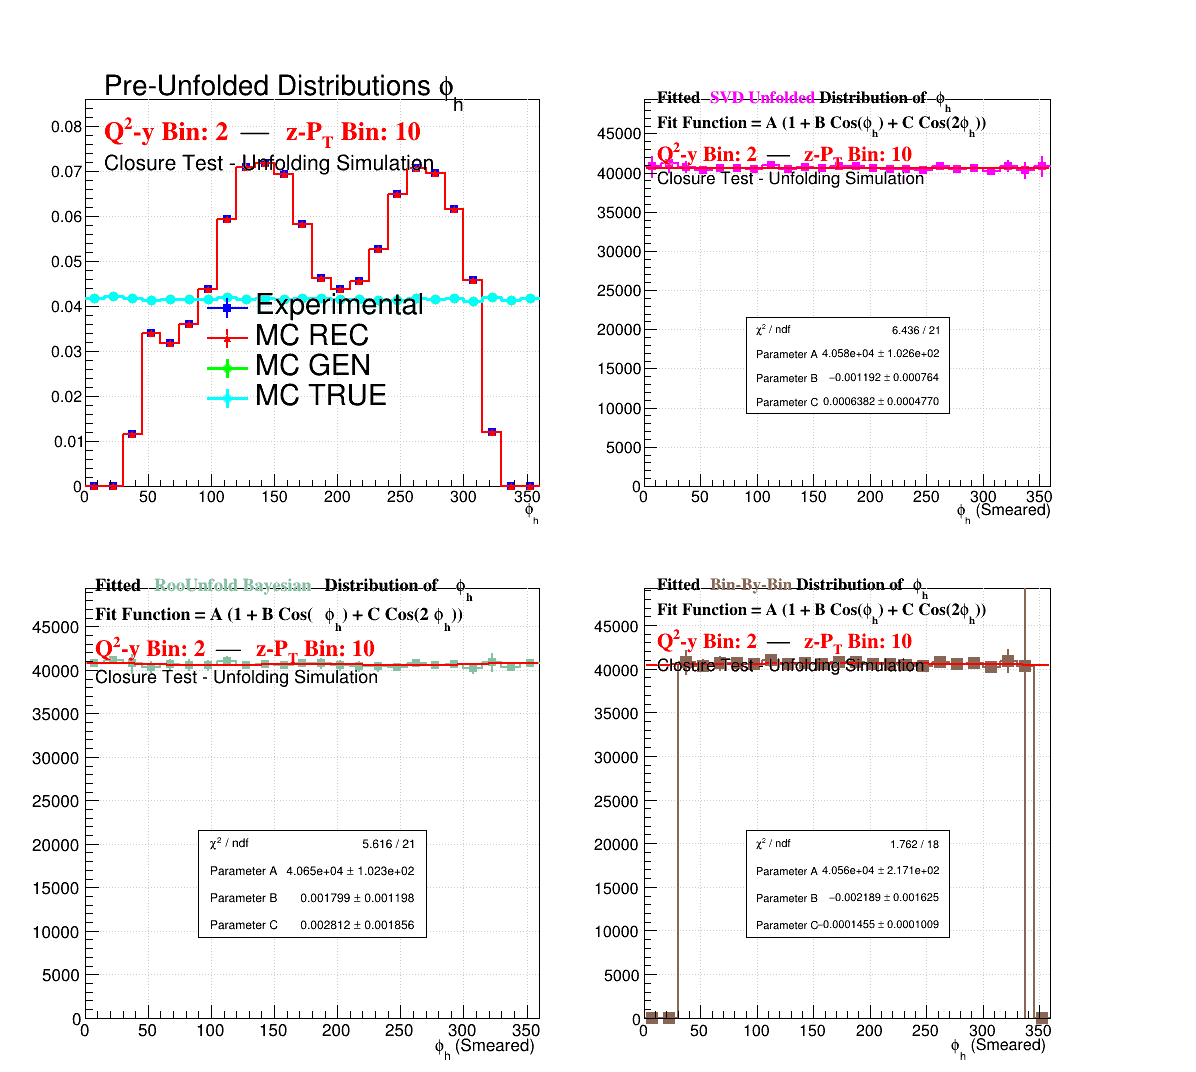 Pre-Unfolded Distributions ϕh
Q²-y Bin: 2 — z-PT Bin: 10
Closure Test - Unfolding Simulation
0.08
0.07
0.06
0.05
0.04
0.03
0.02
0.01
0
Experimental
MC REC
MC GEN
MC TRUE
0 50 100 150 200 250 300 350
ϕh
Fitted SVD Unfolded Distribution of ϕh
Fit Function = A (1 + B Cos(ϕh) + C Cos(2ϕh))
Q²-y Bin: 2 — z-PT Bin: 10
Closure Test - Unfolding Simulation
45000
40000
35000
30000
25000
20000
15000
10000
5000
0
χ² / ndf 6.436 / 21
Parameter A 4.058e+04 ± 1.026e+02
Parameter B −0.001192 ± 0.000764
Parameter C 0.0006382 ± 0.0004770
0 50 100 150 200 250 300 350
ϕh (Smeared)
Fitted RooUnfold Bayesian Distribution of ϕh
Fit Function = A (1 + B Cos( ϕh) + C Cos(2 ϕh))
Q²-y Bin: 2 — z-PT Bin: 10
Closure Test - Unfolding Simulation
45000
40000
35000
30000
25000
20000
15000
10000
5000
0
χ² / ndf 5.616 / 21
Parameter A 4.065e+04 ± 1.023e+02
Parameter B 0.001799 ± 0.001198
Parameter C 0.002812 ± 0.001856
0 50 100 150 200 250 300 350
ϕh (Smeared)
Fitted Bin-By-Bin Distribution of ϕh
Fit Function = A (1 + B Cos(ϕh) + C Cos(2ϕh))
Q²-y Bin: 2 — z-PT Bin: 10
Closure Test - Unfolding Simulation
45000
40000
35000
30000
25000
20000
15000
10000
5000
0
χ² / ndf 1.762 / 18
Parameter A 4.056e+04 ± 2.171e+02
Parameter B −0.002189 ± 0.001625
Parameter C −0.0001455 ± 0.0001009
0 50 100 150 200 250 300 350
ϕh (Smeared)